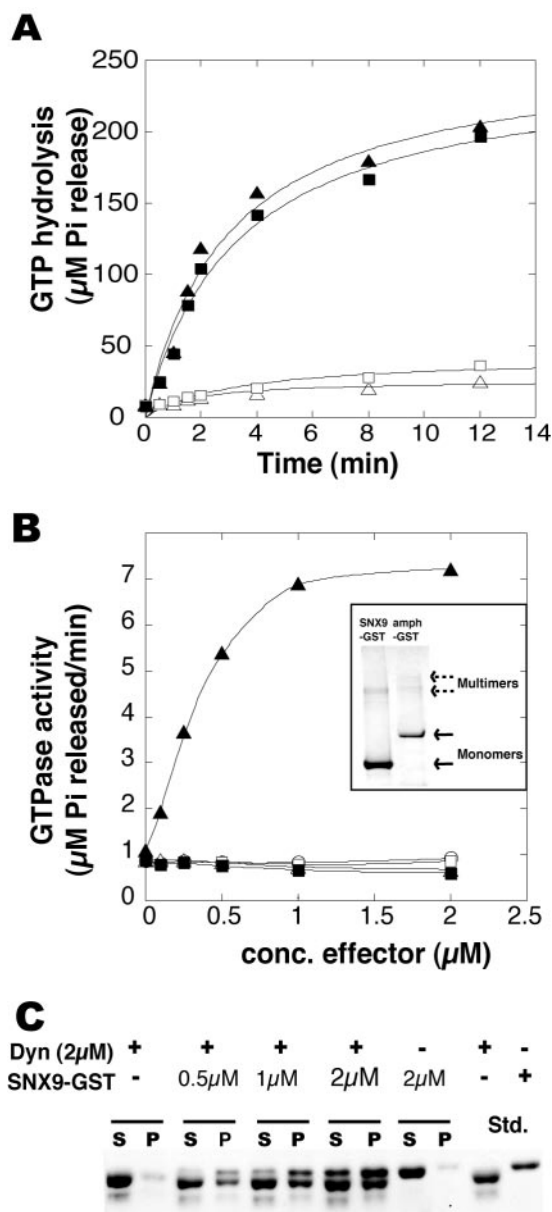 A
GTP hydrolysis
(µM Pi release)
250
200
150
100
50
0
0 2 4 6 8 10 12 14
Time (min)
B
GTPase activity
(µM Pi released/min)
8
7
6
5
4
3
2
1
0
0 0.5 1 1.5 2 2.5
conc. effector (µM)
SNX9 amph
-GST -GST
Multimers
Monomers
C
Dyn (2µM) + + + + - + -
SNX9-GST - 0.5µM 1µM 2µM 2µM - +
Std.
S P S P S P S P S P